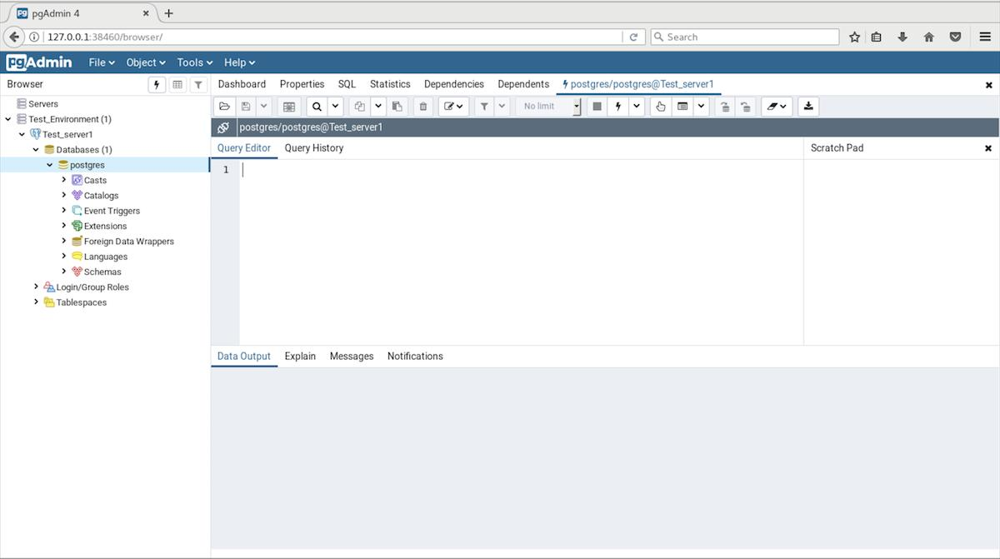 pgAdmin 4
127.0.0.1:38460/browser/
Search
pgAdmin File Object Tools Help
Browser
Dashboard Properties SQL Statistics Dependencies Dependents postgres/postgres@Test_server1
No limit
postgres/postgres@Test_server1
Query Editor Query History
Scratch Pad
1
Servers
Test_Environment (1)
Test_server1
Databases (1)
postgres
Casts
Catalogs
Event Triggers
Extensions
Foreign Data Wrappers
Languages
Schemas
Login/Group Roles
Tablespaces
Data Output Explain Messages Notifications